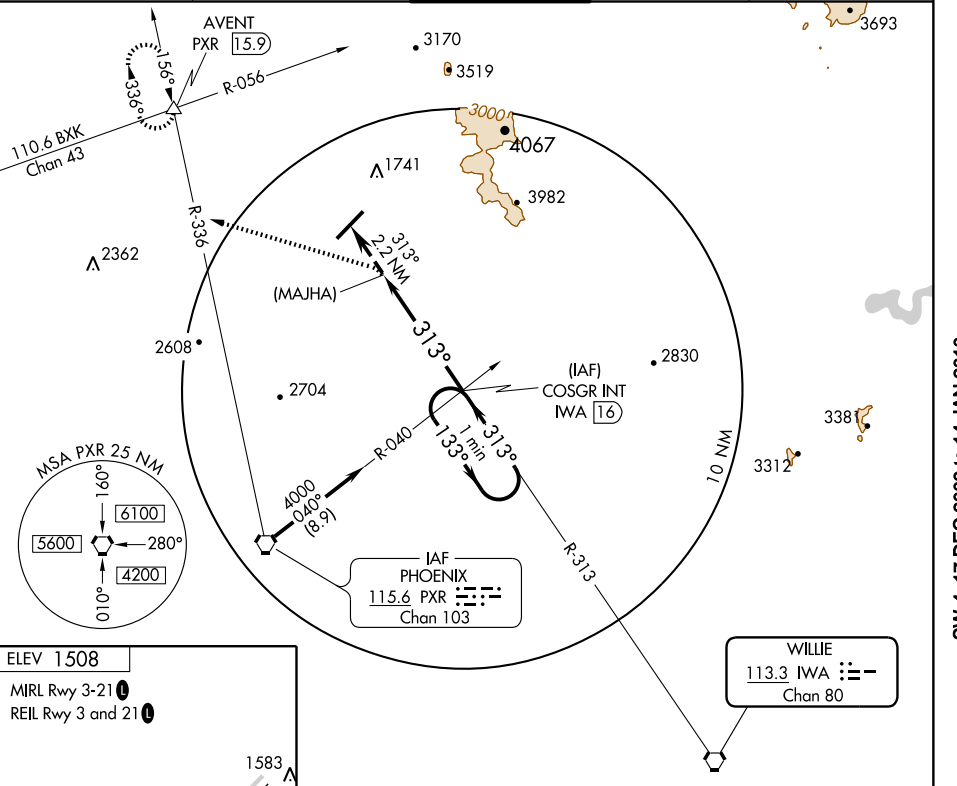 AVENT
PXR 15.9
3170
3519
3693
R-056
156°
336°
110.6 BXK
Chan 43
3000
4067
1741
3982
R-336
2362
313°
2.2 NM
(MAJHA)
313°
2608
2704
2830
(IAF)
COSGR INT
IWA 16
3381
3312
10 NM
R-040
1 min
133°
313°
4000
040°
(8.9)
MSA PXR 25 NM
160°
6100
5600
280°
4200
010°
R-313
IAF
PHOENIX
115.6 PXR
Chan 103
WILLIE
113.3 IWA
Chan 80
ELEV 1508
MIRL Rwy 3-21 L
REIL Rwy 3 and 21 L
1583